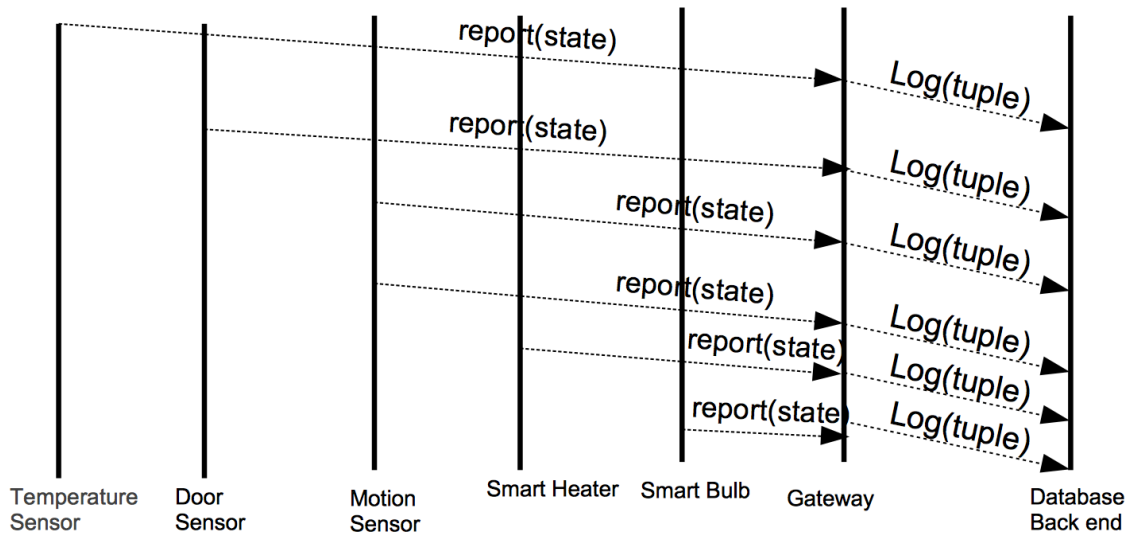 report(state)
Log(tuple)
report(state)
Log(tuple)
report(state)
Log(tuple)
report(state)
Log(tuple)
report(state)
Log(tuple)
report(state)
Log(tuple)
Temperature
Sensor
Door
Sensor
Motion
Sensor
Smart Heater
Smart Bulb
Gateway
Database
Back end